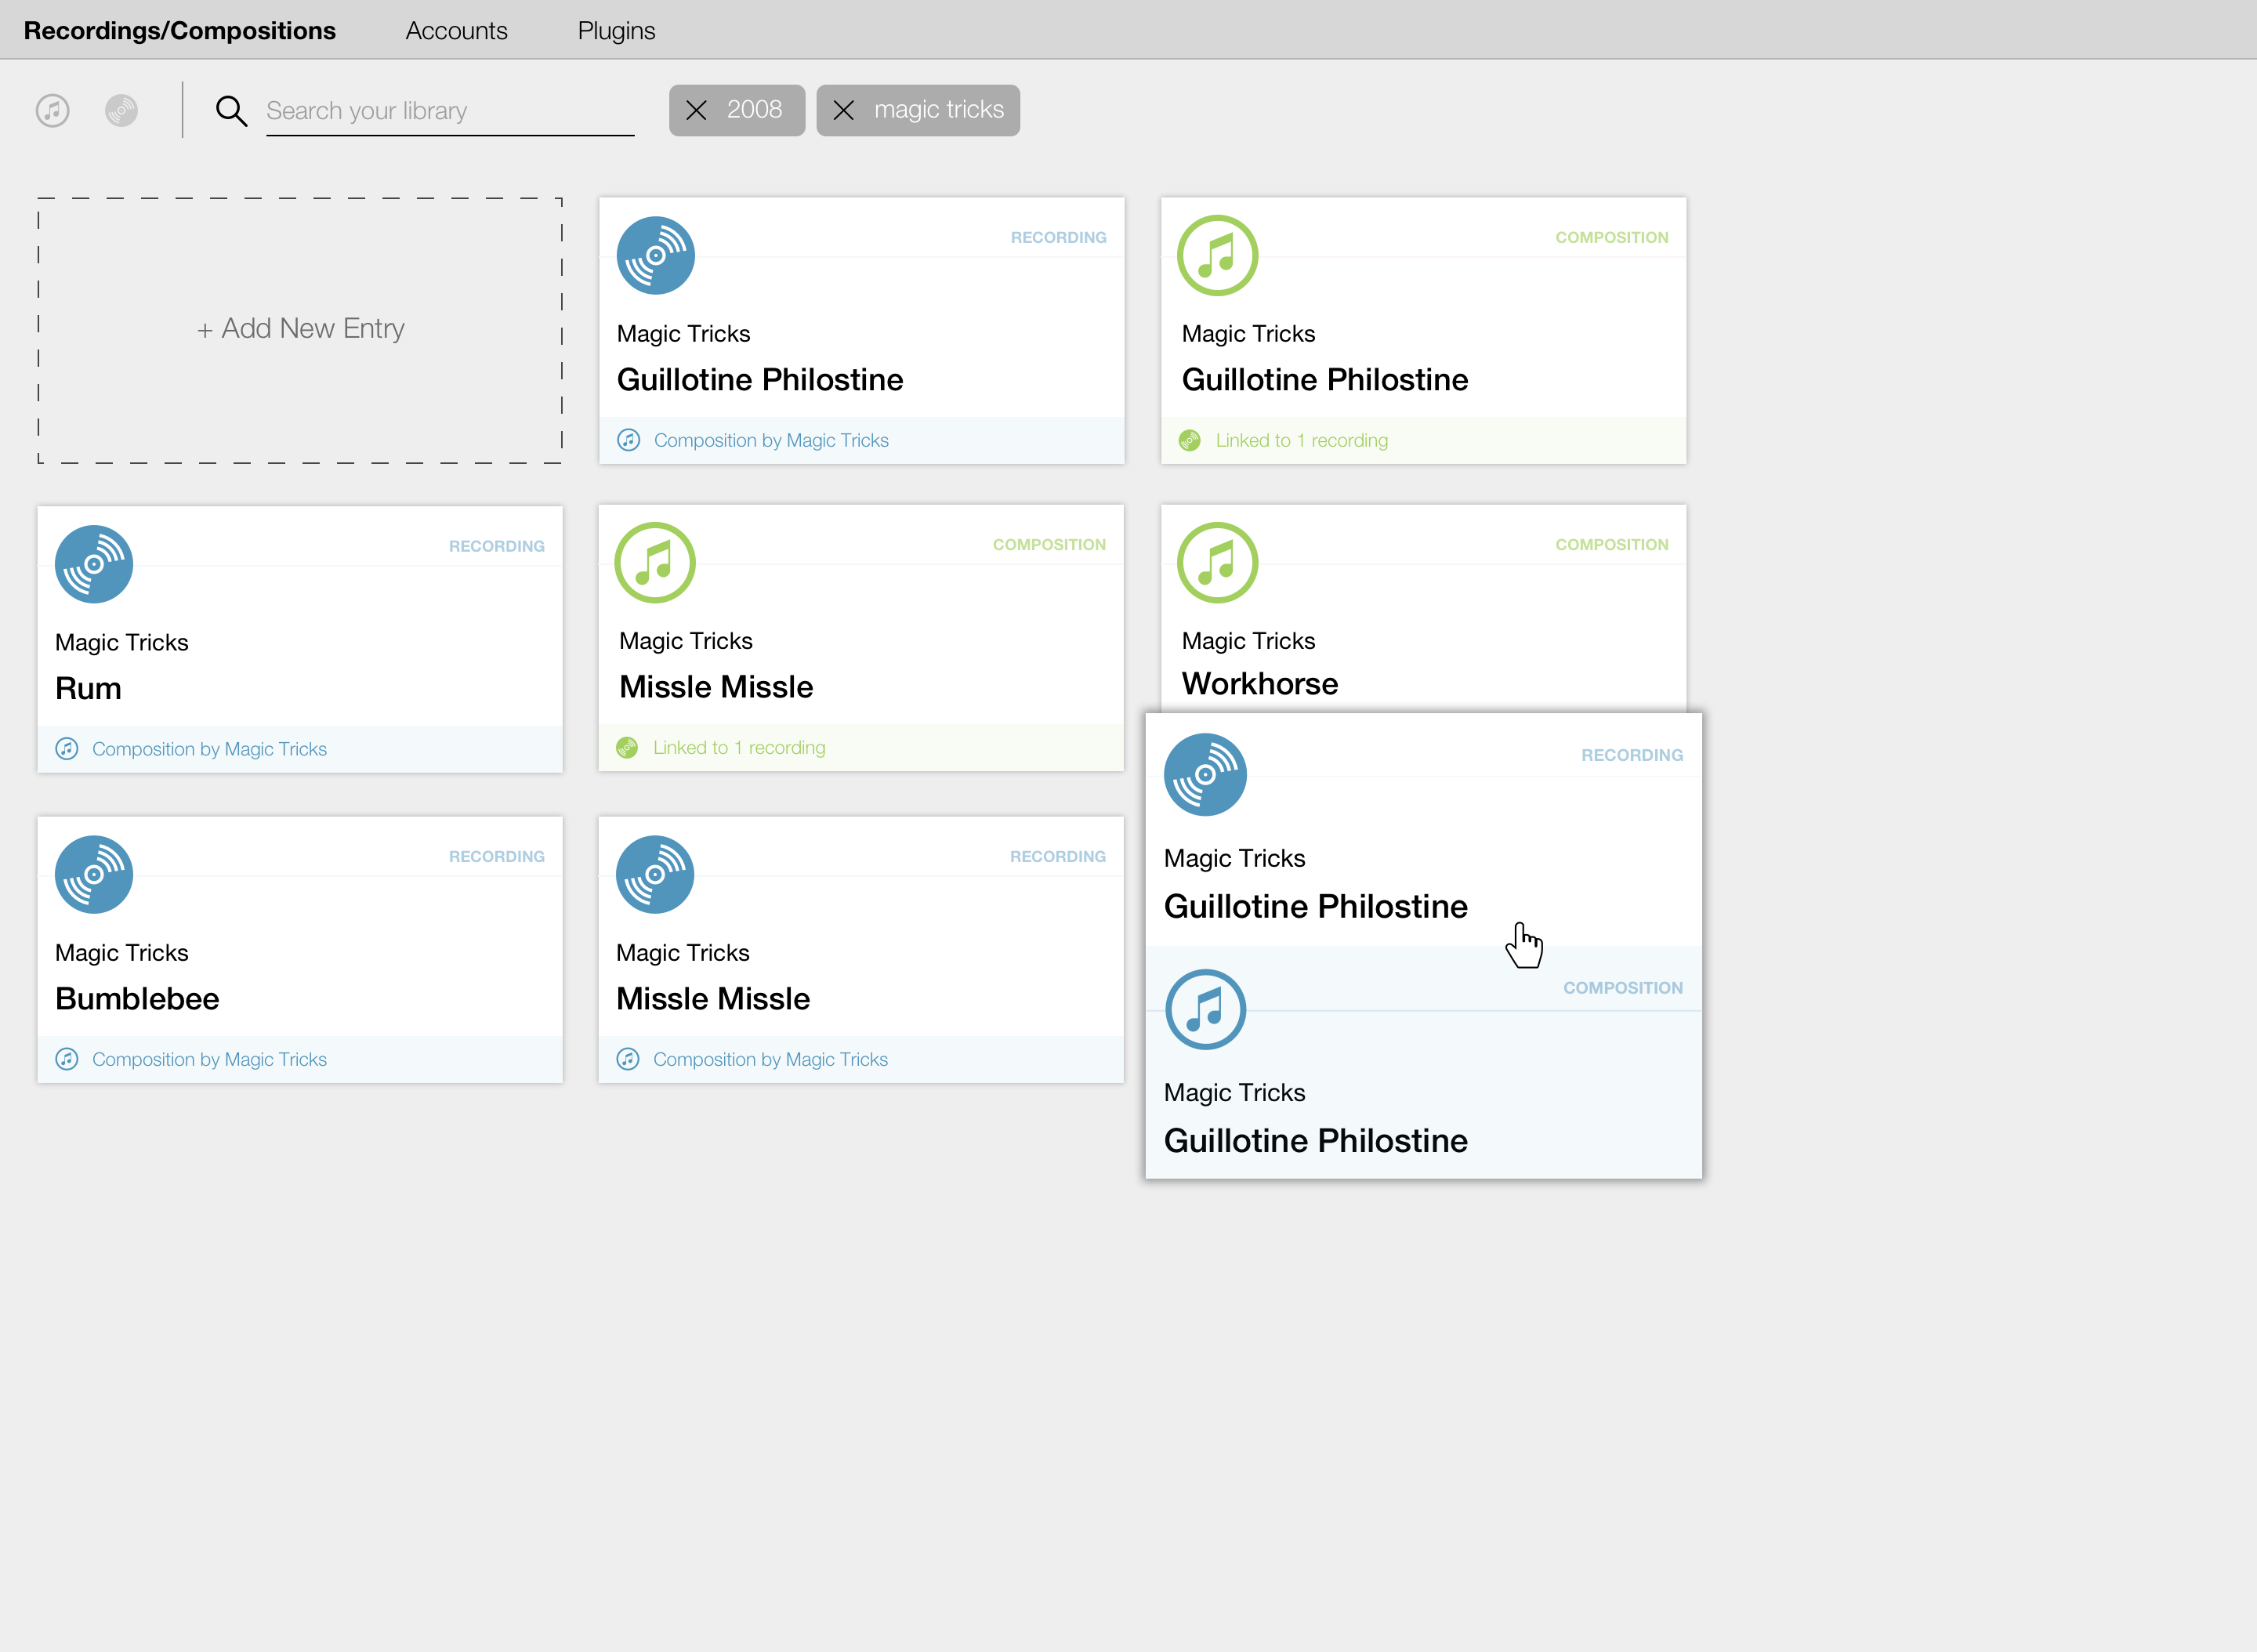 Recordings/Compositions Accounts Plugins
Search your library 2008 magic tricks
+ Add New Entry
RECORDING
Magic Tricks
Guillotine Philostine
Composition by Magic Tricks
COMPOSITION
Magic Tricks
Guillotine Philostine
Linked to 1 recording
RECORDING
Magic Tricks
Rum
Composition by Magic Tricks
COMPOSITION
Magic Tricks
Missle Missle
Linked to 1 recording
COMPOSITION
Magic Tricks
Workhorse
RECORDING
Magic Tricks
Bumblebee
Composition by Magic Tricks
RECORDING
Magic Tricks
Missle Missle
Composition by Magic Tricks
RECORDING
Magic Tricks
Guillotine Philostine
COMPOSITION
Magic Tricks
Guillotine Philostine